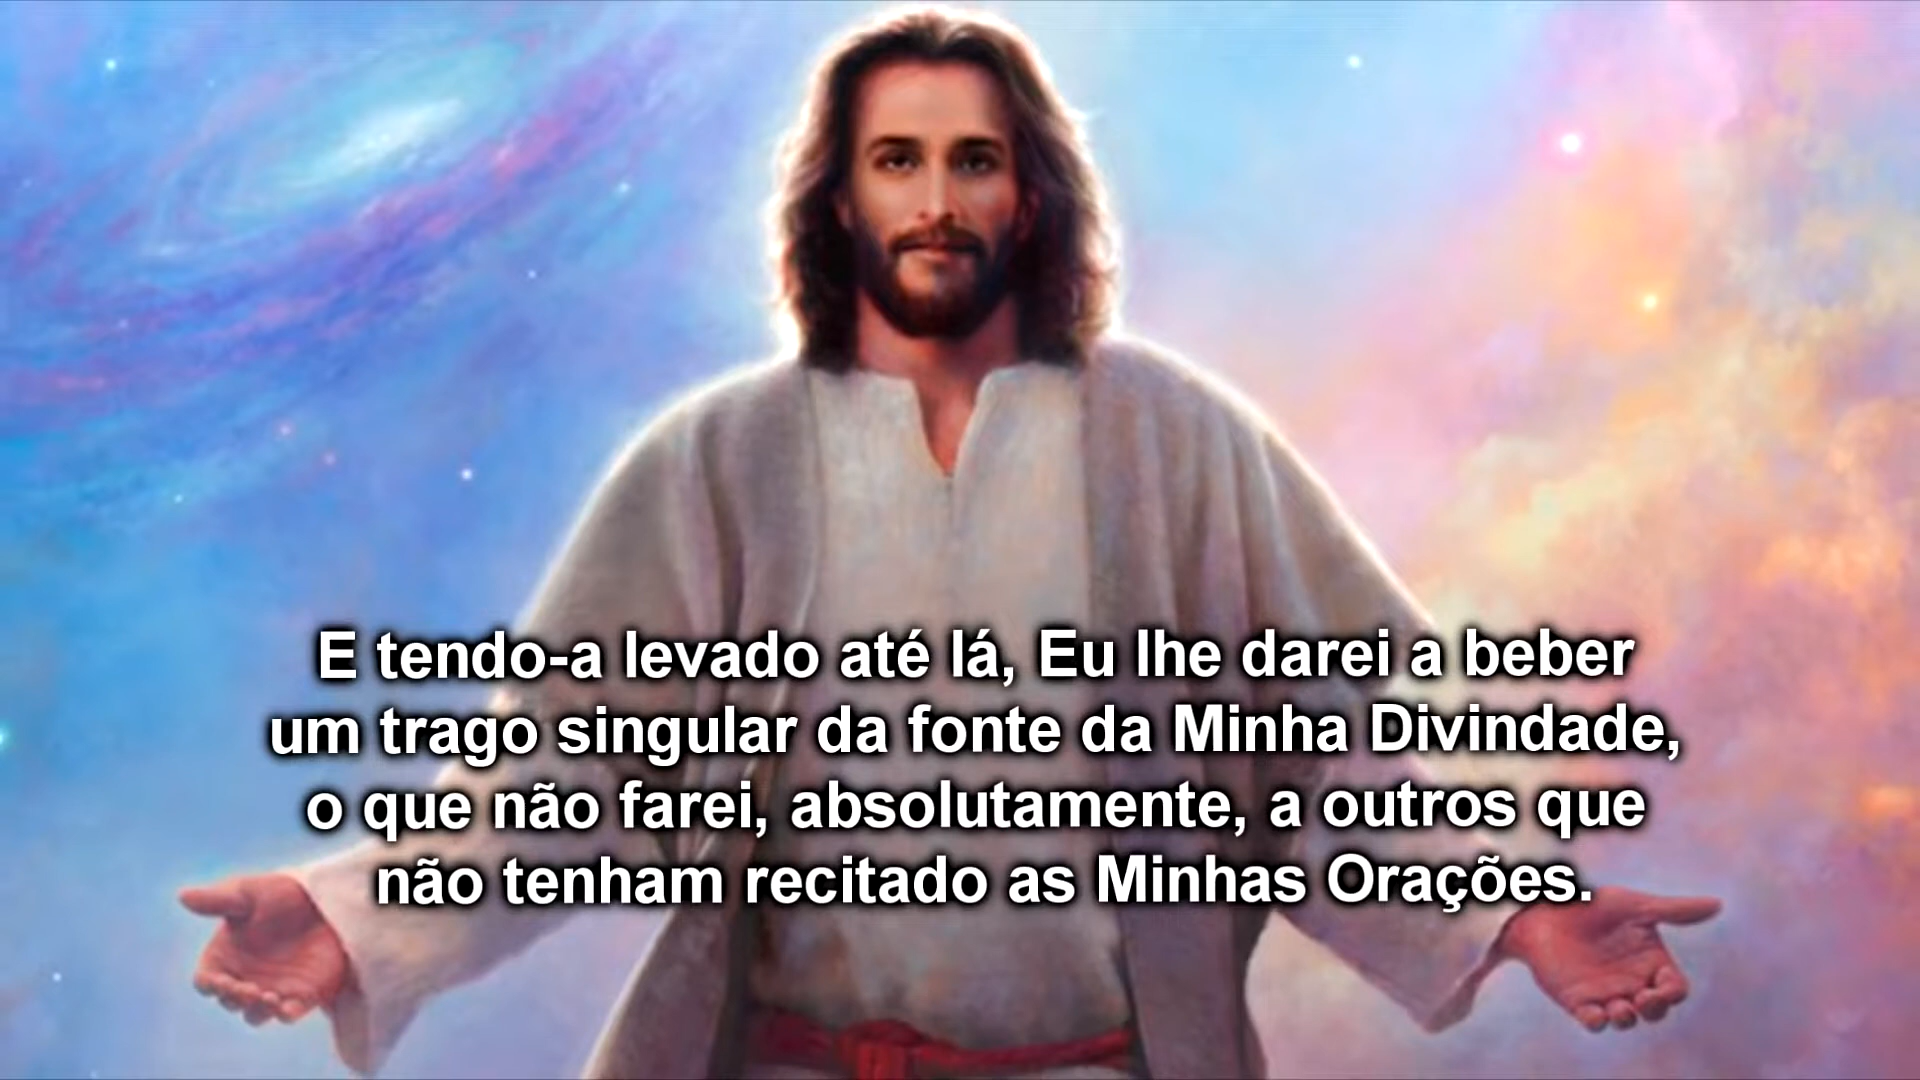 E tendo-a levado até lá, Eu lhe darei a beber
um trago singular da fonte da Minha Divindade,
o que não farei, absolutamente, a outros que
não tenham recitado as Minhas Orações.